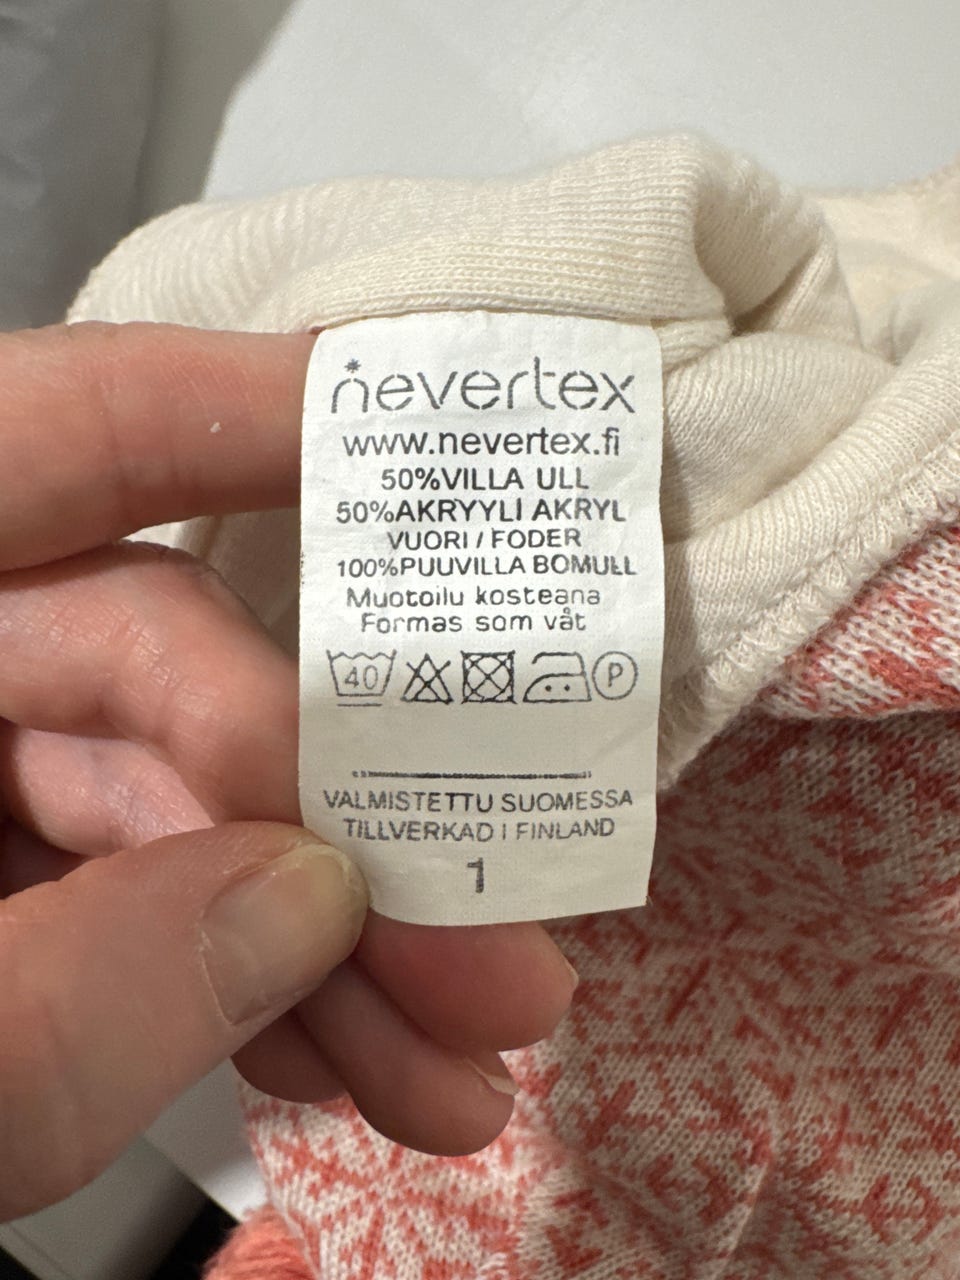 nevertex
www.nevertex.fi
50%VILLA ULL
50%AKRYYLI AKRYL
VUORI / FODER
100%PUUVILLA BOMULL
Muotoilu kosteana
Formas som våt
40 P
VALMISTETTU SUOMESSA
TILLVERKAD I FINLAND
1